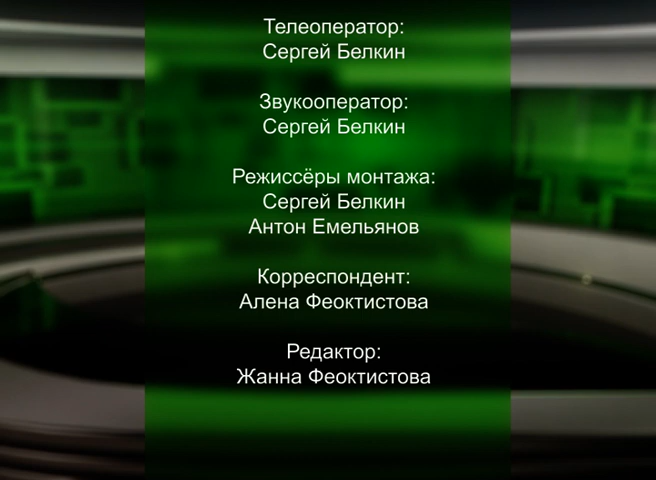 Телеоператор:
Сергей Белкин
Звукооператор:
Сергей Белкин
Режиссёры монтажа:
Сергей Белкин
Антон Емельянов
Корреспондент:
Алена Феоктистова
Редактор:
Жанна Феоктистова